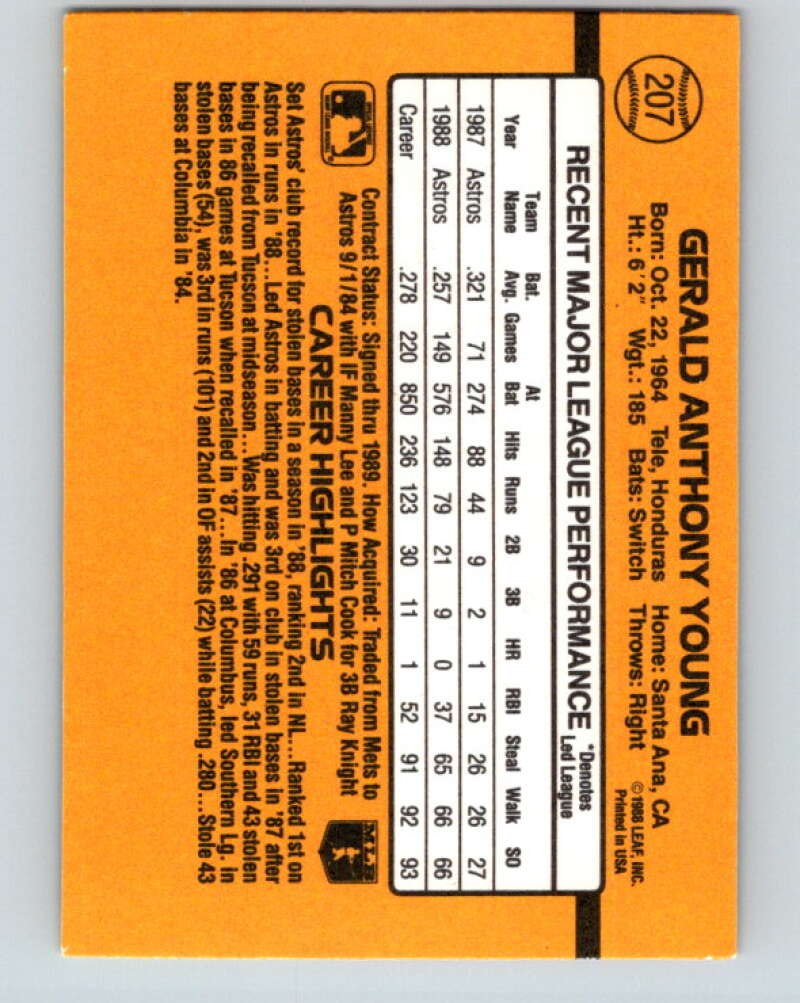 207
GERALD ANTHONY YOUNG
Born: Oct. 22, 1964 Tele, Honduras Home: Santa Ana, CA
Ht.: 6'2" Wgt.: 185 Bats: Switch Throws: Right
©1988 LEAF, INC.
Printed in USA
RECENT MAJOR LEAGUE PERFORMANCE
*Denotes
Led League
Year Team Name Bat. Avg. Games At Bat Hits Runs 2B 3B HR RBI Steal Walk SO
1987 Astros .321 71 274 88 44 9 2 1 15 26 26 27
1988 Astros .257 149 576 148 79 21 9 0 37 65 66 66
Career .278 220 850 236 123 30 11 1 52 91 92 93
Contract Status: Signed thru 1989. How Acquired: Traded from Mets to
Astros 9/1/84 with IF Manny Lee and P Mitch Cook for 3B Ray Knight
MLB
CAREER HIGHLIGHTS
Set Astros' club record for stolen bases in a season in '88, ranking 2nd in NL...Ranked 1st on
Astros in runs in '88...Led Astros in batting and was 3rd on club in stolen bases in '87 after
being recalled from Tucson at midseason...Was hitting .291 with 59 runs, 31 RBI and 43 stolen
bases in 86 games at Tucson when recalled in '87...In '86 at Columbus, led Southern Lg. in
stolen bases (54), was 3rd in runs (101) and 2nd in OF assists (22) while batting .280...Stole 43
bases at Columbia in '84.